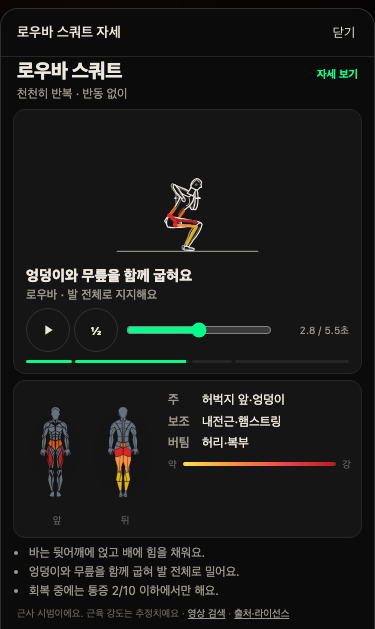 로우바 스쿼트 자세 닫기
로우바 스쿼트 자세 보기
천천히 반복 · 반동 없이
엉덩이와 무릎을 함께 굽혀요
로우바 · 발 전체로 지지해요
½ 2.8 / 5.5초
주 허벅지 앞·엉덩이
보조 내전근·햄스트링
버팀 허리·복부
약 강
앞 뒤
• 바는 뒷어깨에 얹고 배에 힘을 채워요.
• 엉덩이와 무릎을 함께 굽혀 발 전체로 밀어요.
• 회복 중에는 통증 2/10 이하에서만 해요.
근사 시범이에요. 근육 강도는 추정치예요 · 영상 검색 · 출처·라이선스